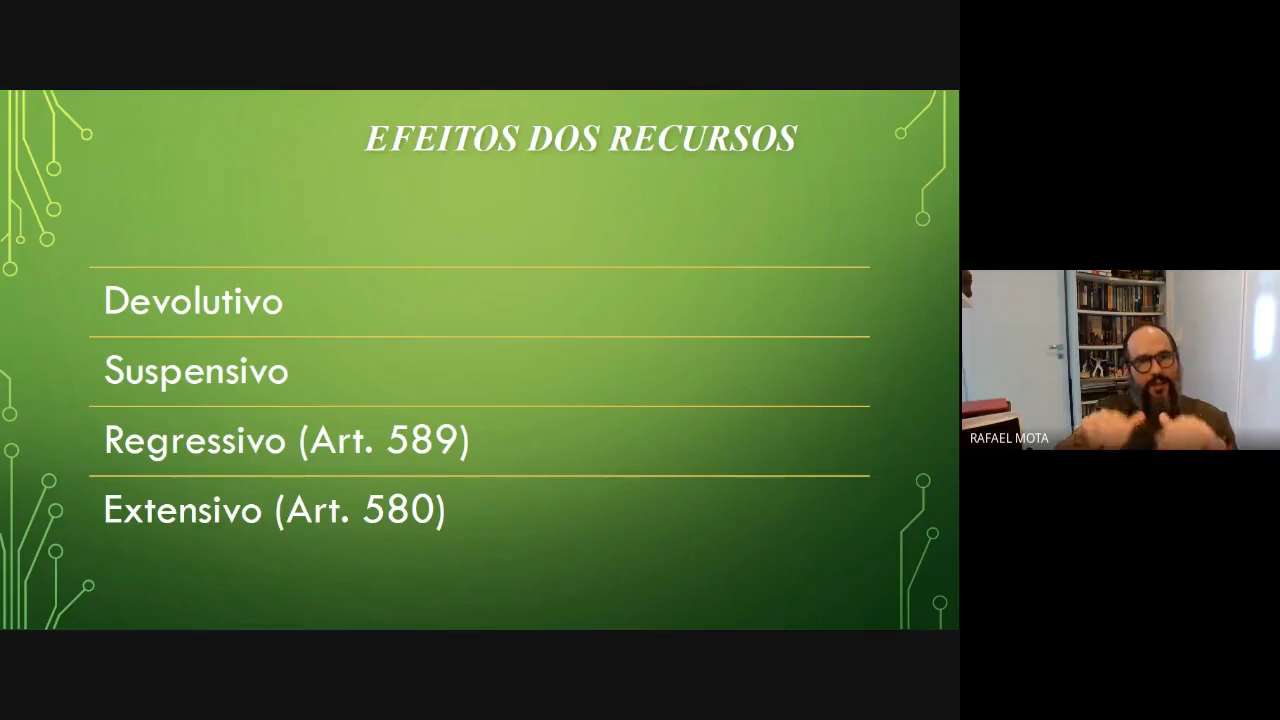 EFEITOS DOS RECURSOS
Devolutivo
Suspensivo
Regressivo (Art. 589)
Extensivo (Art. 580)
RAFAEL MOTA